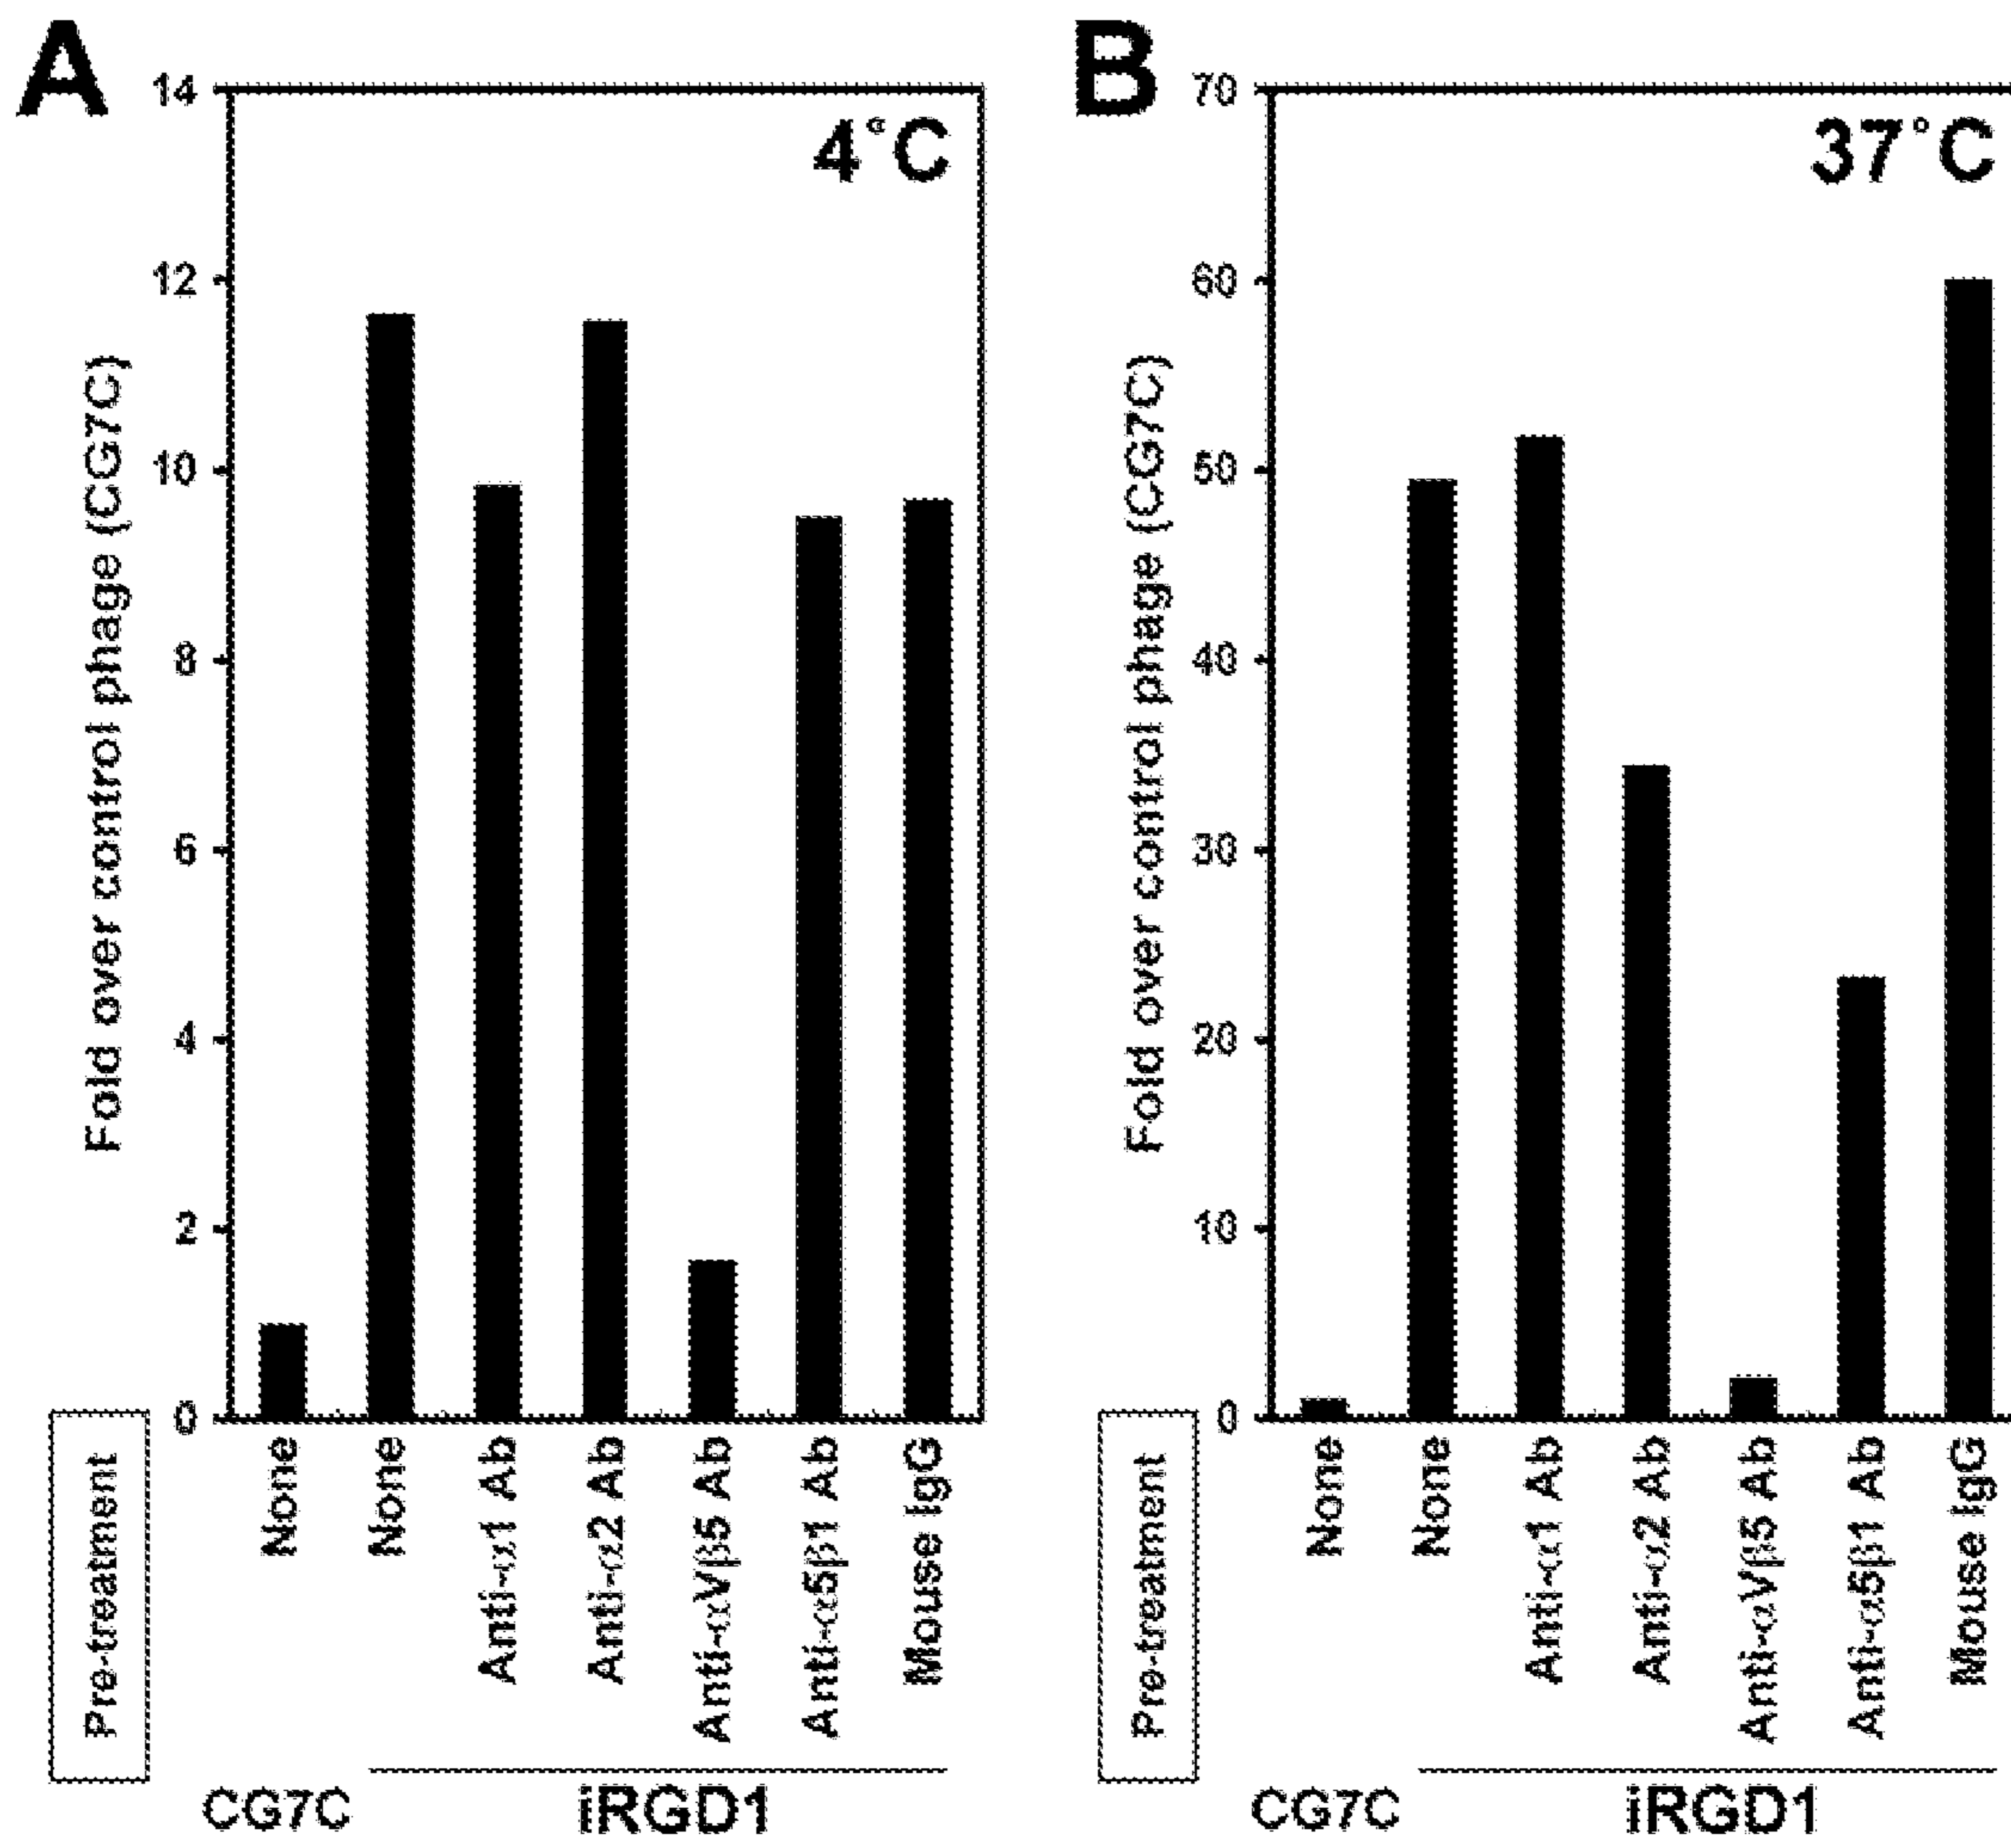 A
4°C
14
12
10
8
6
4
2
0
Fold over control phage (CG7C)
Pre-treatment
None
None
Anti-α1 Ab
Anti-α2 Ab
Anti-αVβ5 Ab
Anti-α5β1 Ab
Mouse IgG
CG7C
iRGD1
B
37°C
70
60
50
40
30
20
10
0
Fold over control phage (CG7C)
Pre-treatment
None
None
Anti-α1 Ab
Anti-α2 Ab
Anti-αVβ5 Ab
Anti-α5β1 Ab
Mouse IgG
CG7C
iRGD1